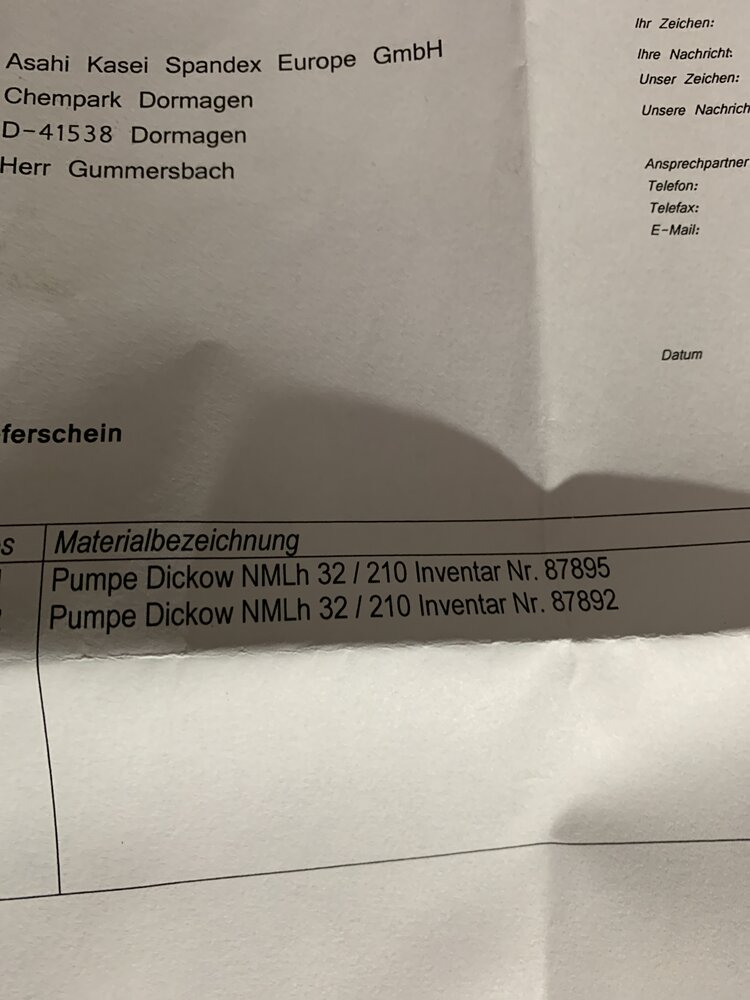 Asahi Kasei Spandex Europe GmbH
Chempark Dormagen
D-41538 Dormagen
Herr Gummersbach
Ihr Zeichen:
Ihre Nachricht:
Unser Zeichen:
Unsere Nachrich
Ansprechpartner
Telefon:
Telefax:
E-Mail:
Datum
ferschein
s Materialbezeichnung
Pumpe Dickow NMLh 32 / 210 Inventar Nr. 87895
Pumpe Dickow NMLh 32 / 210 Inventar Nr. 87892